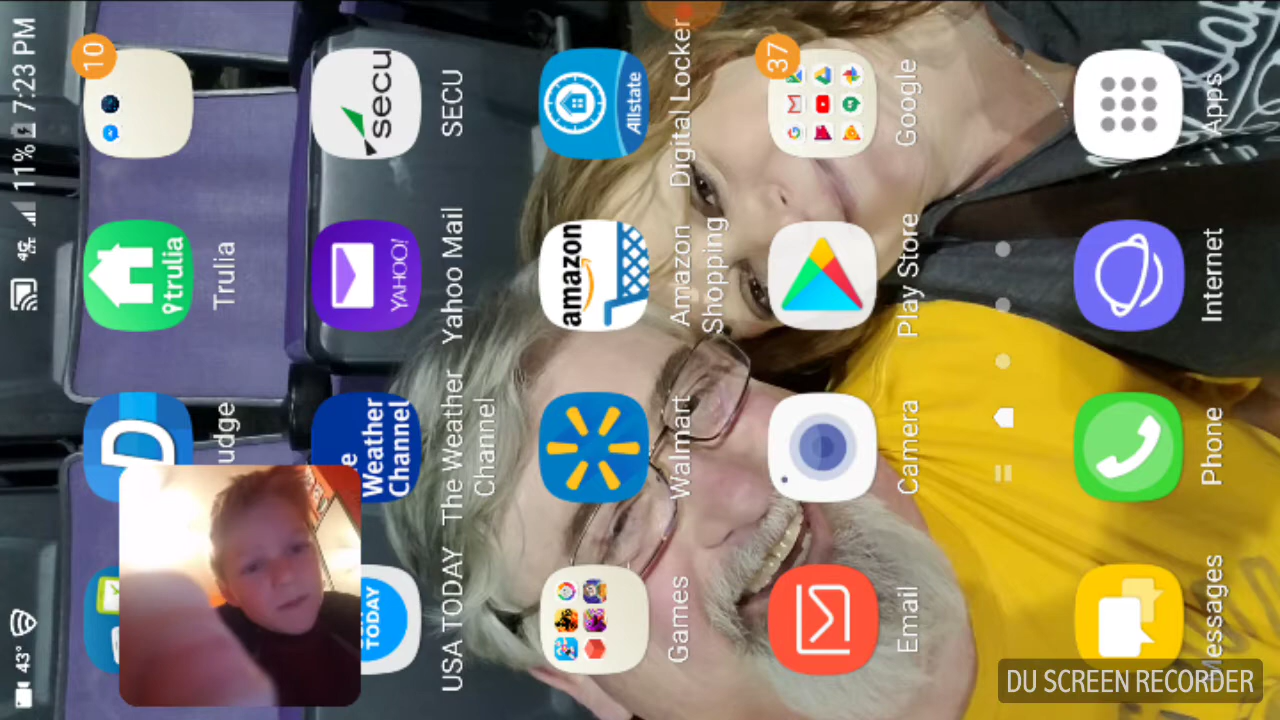 43° 4G 11% 7:23 PM
10
D
trulia
udge
Trulia
TODAY
e
Weather
Channel
YAHOO!
secu
USA TODAY
The Weather
Channel
Yahoo Mail
SECU
amazon
Allstate
Games
Walmart
Amazon
Shopping
Digital Locker
37
Email
Camera
Play Store
Google
Messages
Phone
Internet
Apps
DU SCREEN RECORDER